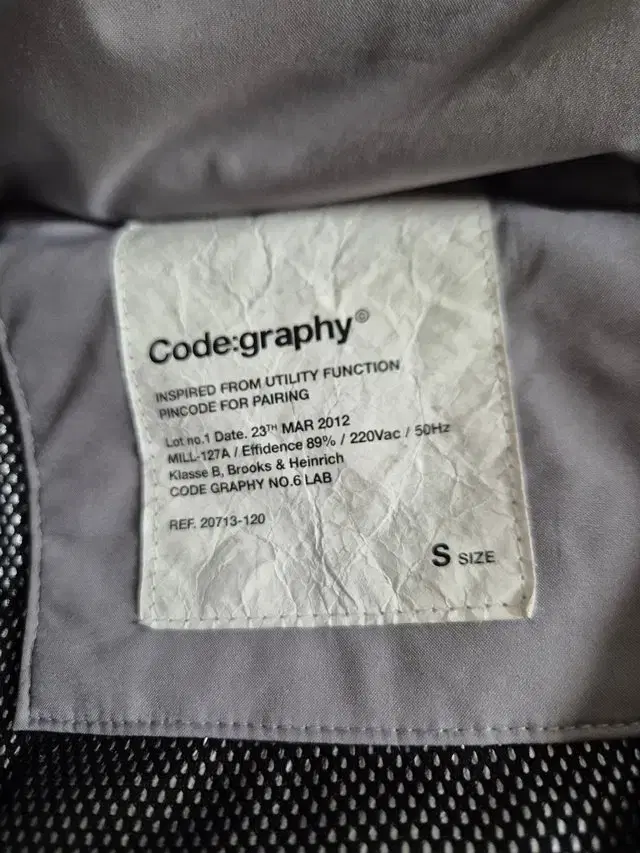 Code:graphy©
INSPIRED FROM UTILITY FUNCTION
PINCODE FOR PAIRING
Lot no.1 Date. 23TH MAR 2012
MILL-127A / Effidence 89% / 220Vac / 50Hz
Klasse B, Brooks & Heinrich
CODE GRAPHY NO.6 LAB
REF. 20713-120
S SIZE